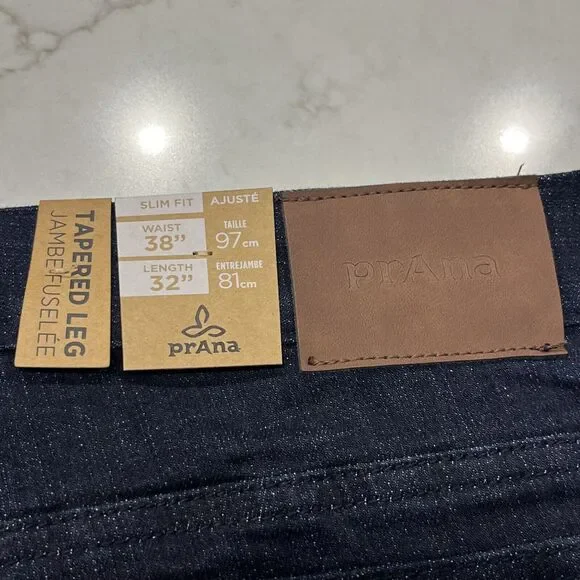 TAPERED LEG
JAMBE FUSELÉE
SLIM FIT AJUSTÉ
WAIST TAILLE
38” 97cm
LENGTH ENTREJAMBE
32” 81cm
prAna
prAna